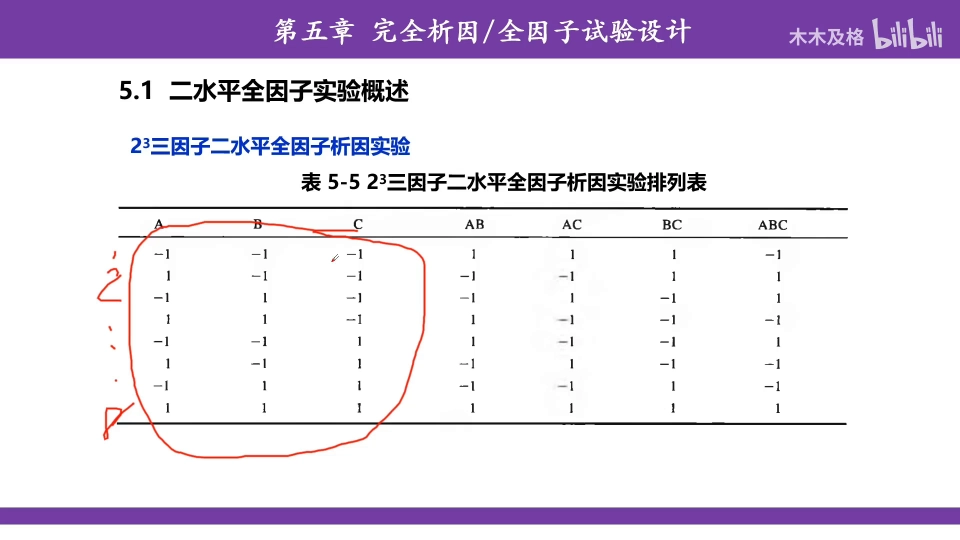 第五章 完全析因/全因子试验设计
木木及格 bilibili
5.1 二水平全因子实验概述
2³三因子二水平全因子析因实验
表 5-5 2³三因子二水平全因子析因实验排列表
A B C AB AC BC ABC
-1 -1 -1 1 1 1 -1
1 -1 -1 -1 -1 1 1
-1 1 -1 -1 1 -1 1
1 1 -1 1 -1 -1 -1
-1 -1 1 1 -1 -1 1
1 -1 1 -1 1 -1 -1
-1 1 1 -1 -1 1 -1
1 1 1 1 1 1 1
2
8